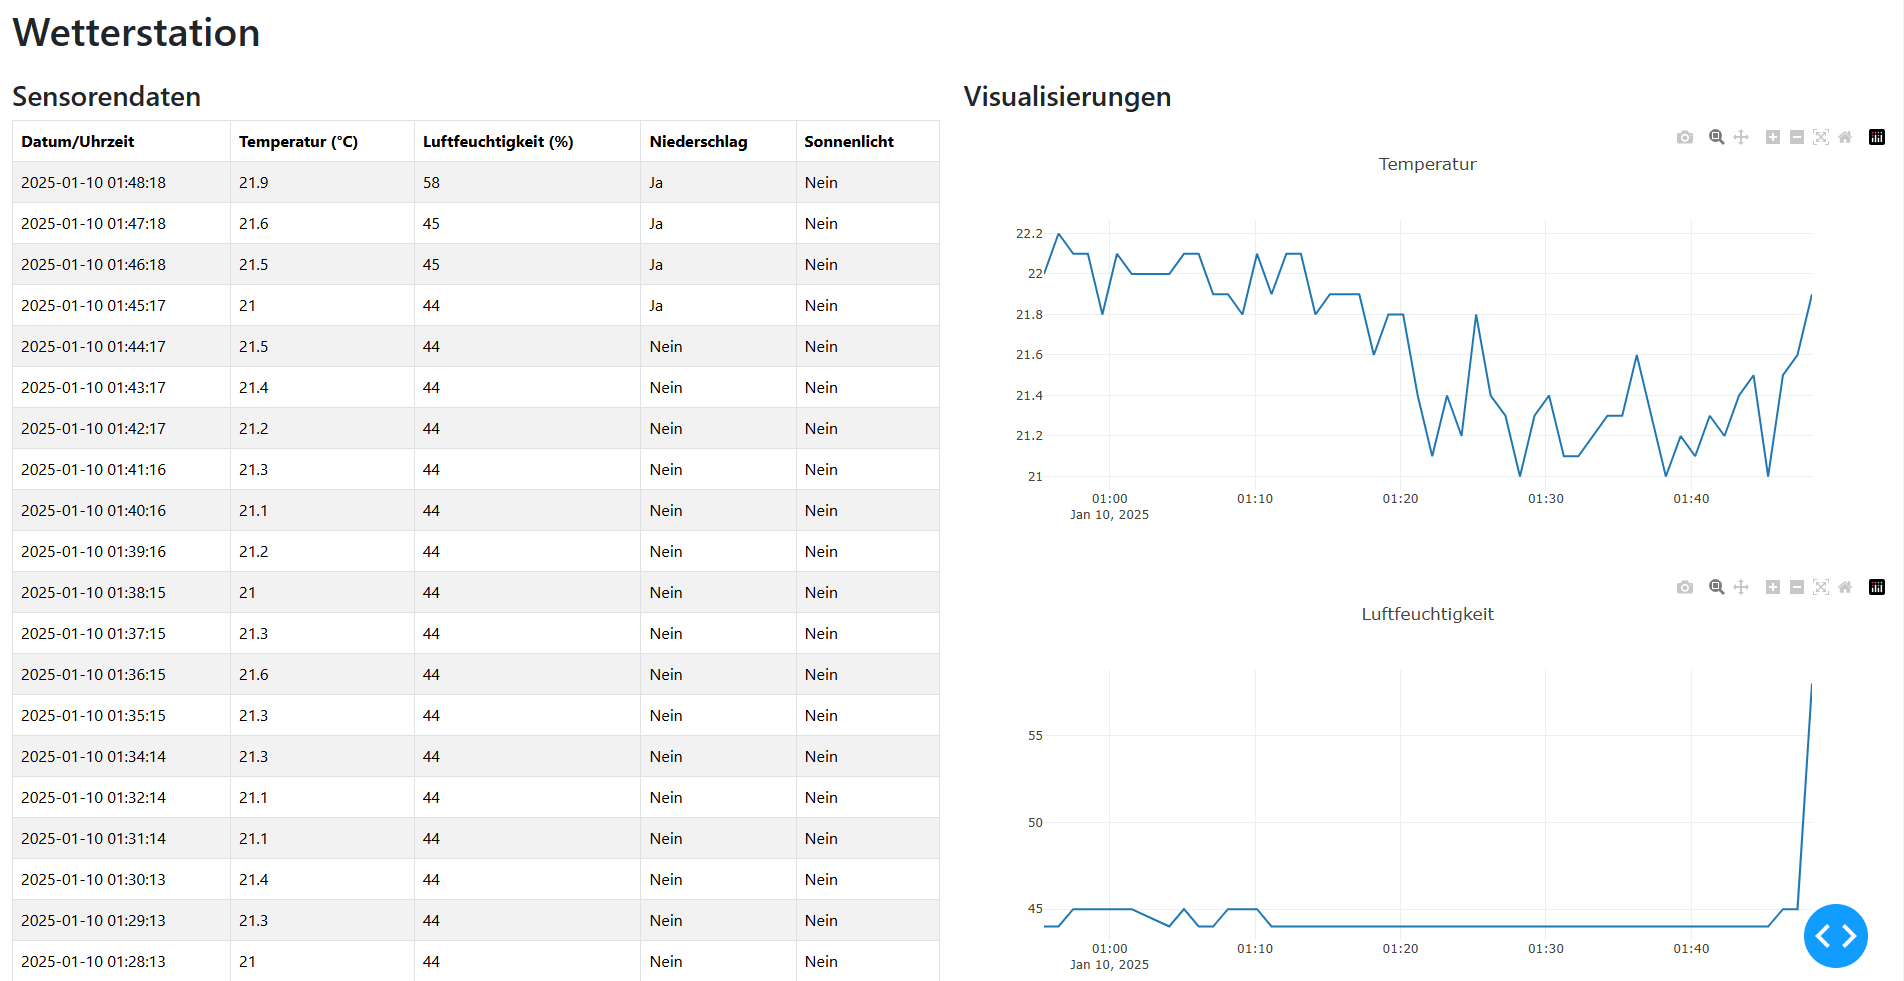 Wetterstation
Sensorendaten
Datum/Uhrzeit Temperatur (°C) Luftfeuchtigkeit (%) Niederschlag Sonnenlicht
2025-01-10 01:48:18 21.9 58 Ja Nein
2025-01-10 01:47:18 21.6 45 Ja Nein
2025-01-10 01:46:18 21.5 45 Ja Nein
2025-01-10 01:45:17 21 44 Ja Nein
2025-01-10 01:44:17 21.5 44 Nein Nein
2025-01-10 01:43:17 21.4 44 Nein Nein
2025-01-10 01:42:17 21.2 44 Nein Nein
2025-01-10 01:41:16 21.3 44 Nein Nein
2025-01-10 01:40:16 21.1 44 Nein Nein
2025-01-10 01:39:16 21.2 44 Nein Nein
2025-01-10 01:38:15 21 44 Nein Nein
2025-01-10 01:37:15 21.3 44 Nein Nein
2025-01-10 01:36:15 21.6 44 Nein Nein
2025-01-10 01:35:15 21.3 44 Nein Nein
2025-01-10 01:34:14 21.3 44 Nein Nein
2025-01-10 01:32:14 21.1 44 Nein Nein
2025-01-10 01:31:14 21.1 44 Nein Nein
2025-01-10 01:30:13 21.4 44 Nein Nein
2025-01-10 01:29:13 21.3 44 Nein Nein
2025-01-10 01:28:13 21 44 Nein Nein
Visualisierungen
Temperatur
22.2
22
21.8
21.6
21.4
21.2
21
01:00 01:10 01:20 01:30 01:40
Jan 10, 2025
Luftfeuchtigkeit
55
50
45
01:00 01:10 01:20 01:30 01:40
Jan 10, 2025